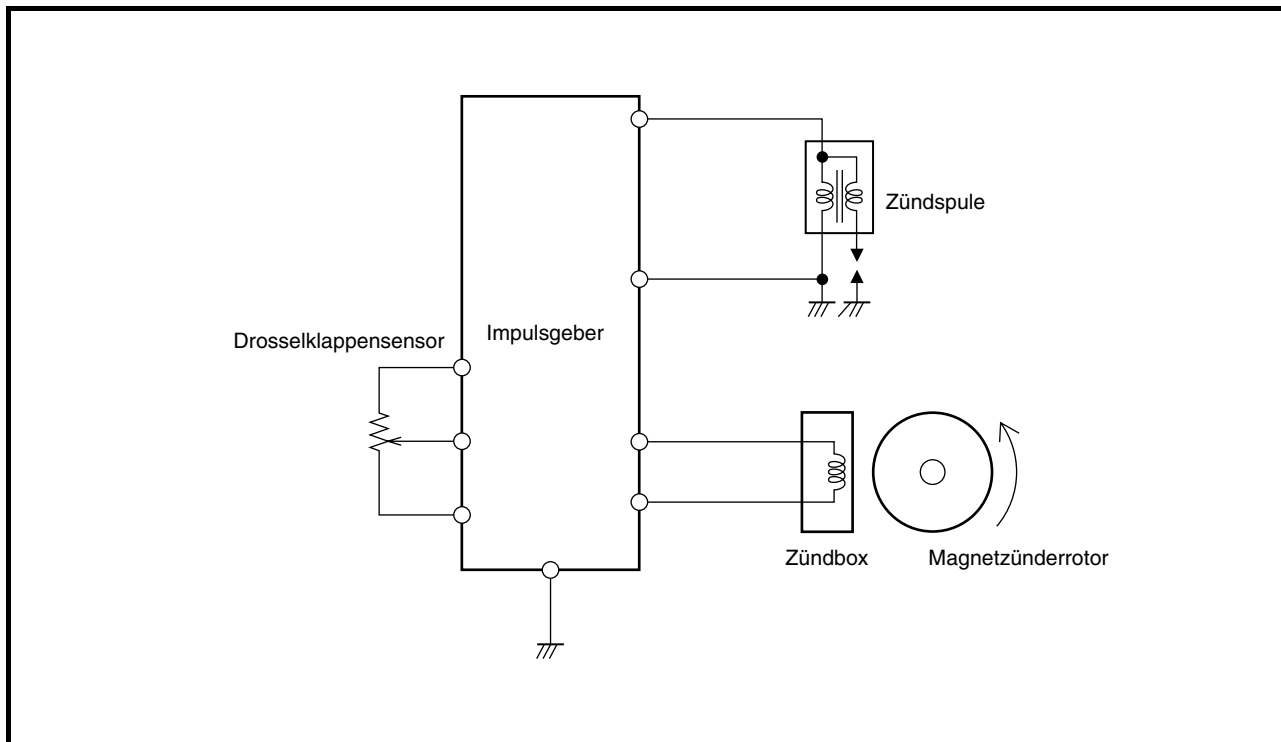 Zündspule
Drosselklappensensor
Impulsgeber
Zündbox
Magnetzünderrotor